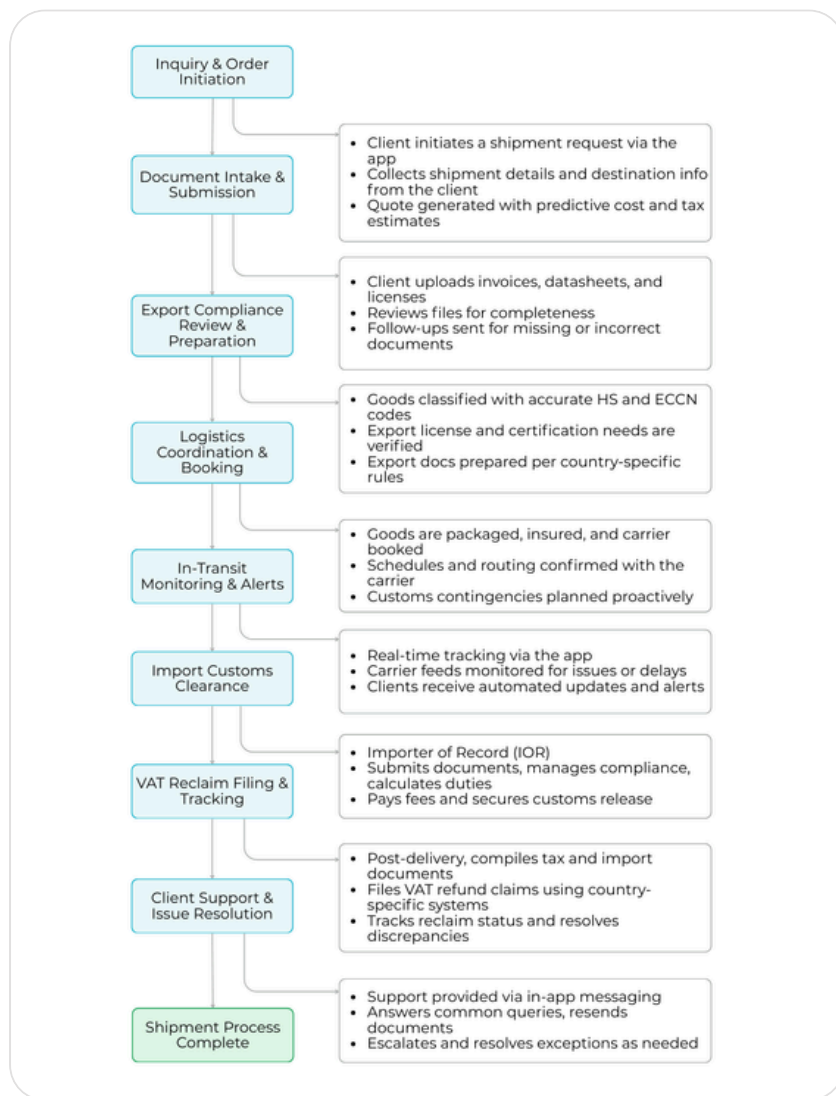 Inquiry & Order
Initiation
• Client initiates a shipment request via the
app
• Collects shipment details and destination info
from the client
• Quote generated with predictive cost and tax
estimates
Document Intake &
Submission
• Client uploads invoices, datasheets, and
licenses
• Reviews files for completeness
• Follow-ups sent for missing or incorrect
documents
Export Compliance
Review &
Preparation
• Goods classified with accurate HS and ECCN
codes
• Export license and certification needs are
verified
• Export docs prepared per country-specific
rules
Logistics
Coordination &
Booking
• Goods are packaged, insured, and carrier
booked
• Schedules and routing confirmed with the
carrier
• Customs contingencies planned proactively
In-Transit
Monitoring & Alerts
• Real-time tracking via the app
• Carrier feeds monitored for issues or delays
• Clients receive automated updates and alerts
Import Customs
Clearance
• Importer of Record (IOR)
• Submits documents, manages compliance,
calculates duties
• Pays fees and secures customs release
VAT Reclaim Filing &
Tracking
• Post-delivery, compiles tax and import
documents
• Files VAT refund claims using country-
specific systems
• Tracks reclaim status and resolves
discrepancies
Client Support &
Issue Resolution
• Support provided via in-app messaging
• Answers common queries, resends
documents
• Escalates and resolves exceptions as needed
Shipment Process
Complete